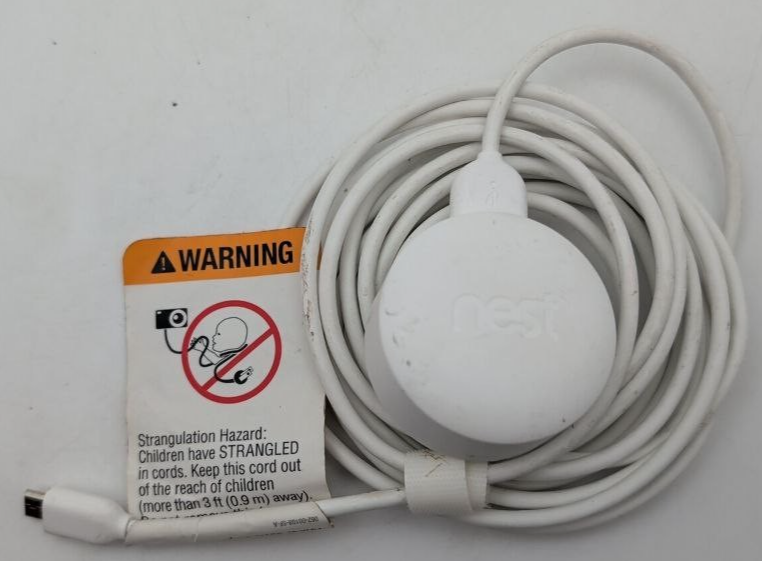 nest
WARNING
Strangulation Hazard:
Children have STRANGLED
in cords. Keep this cord out
of the reach of children
(more than 3 ft (0.9 m) away).